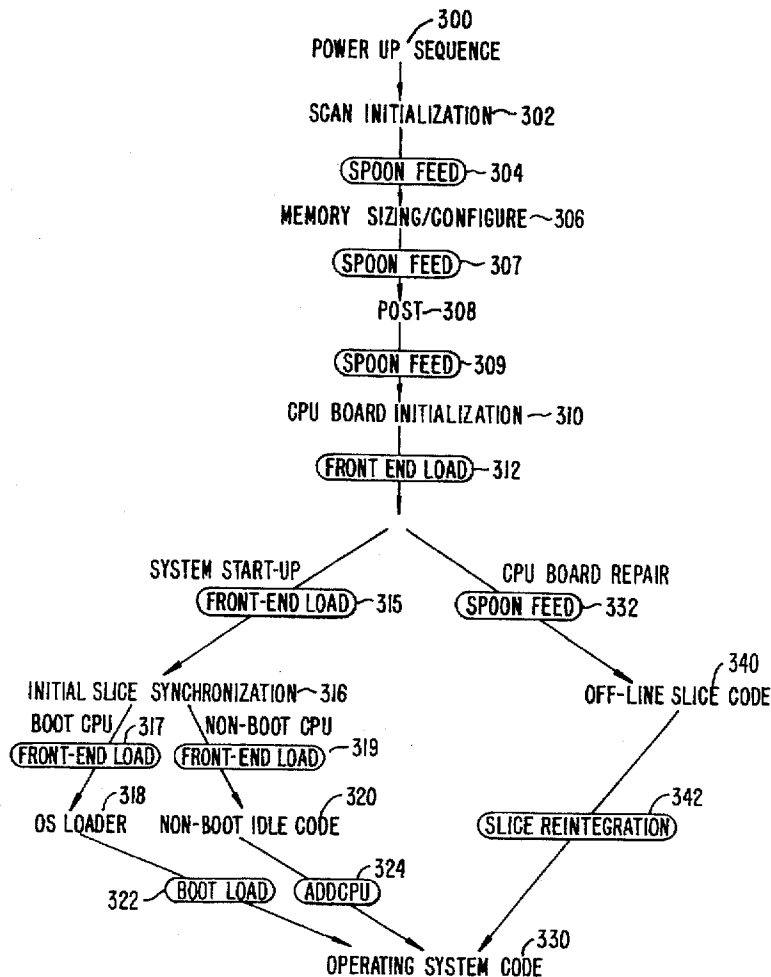 300
POWER UP SEQUENCE
SCAN INITIALIZATION 302
SPOON FEED 304
MEMORY SIZING/CONFIGURE 306
SPOON FEED 307
POST 308
SPOON FEED 309
CPU BOARD INITIALIZATION 310
FRONT END LOAD 312
SYSTEM START-UP
FRONT-END LOAD 315
CPU BOARD REPAIR
SPOON FEED 332
INITIAL SLICE SYNCHRONIZATION 316
340
OFF-LINE SLICE CODE
BOOT CPU 317
FRONT-END LOAD
NON-BOOT CPU
FRONT-END LOAD 319
318
OS LOADER
320
NON-BOOT IDLE CODE
342
SLICE REINTEGRATION
322 BOOT LOAD
324
ADDCPU
330
OPERATING SYSTEM CODE